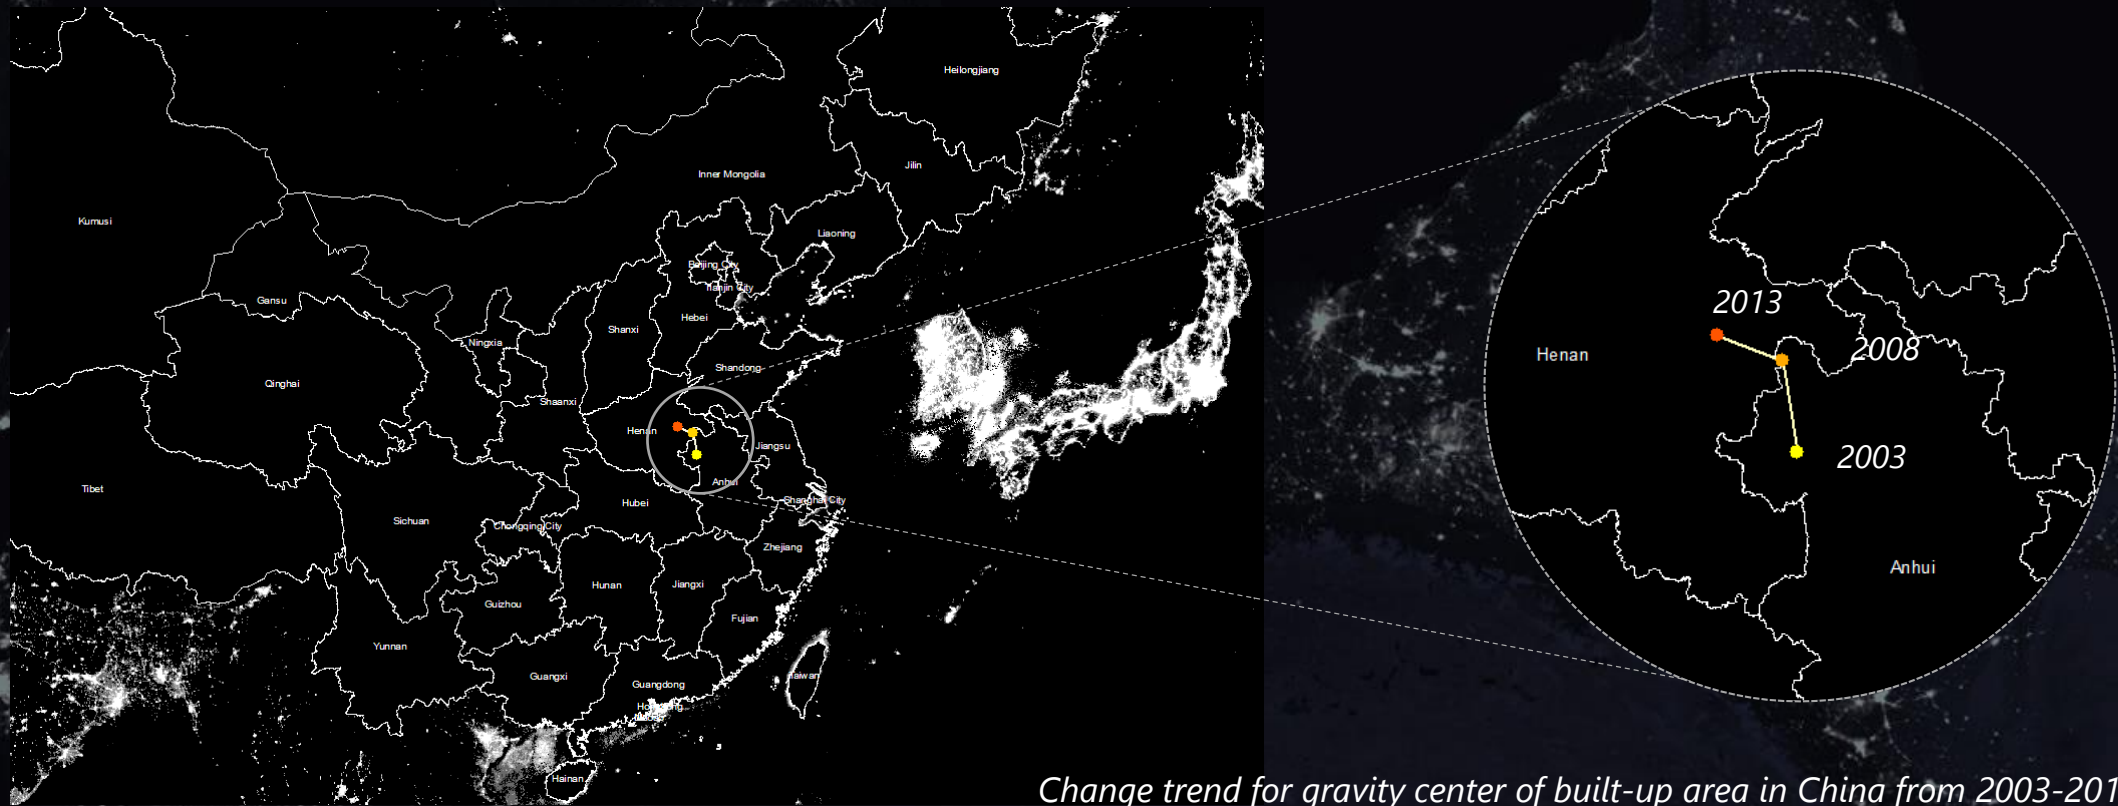 Heilongjiang
Jilin
Inner Mongolia
Kumusi
Liaoning
Beijing City
Tianjin City
Gansu
Hebei
Shanxi
Ningxia
Shandong
Qinghai
Shaanxi
Henan
Jiangsu
Anhui
Tibet
Shanghai City
Hubei
Sichuan
Chongqing City
Zhejiang
Hunan
Jiangxi
Guizhou
Fujian
Yunnan
Guangxi
Taiwan
Guangdong
Hainan
2013
2008
Henan
2003
Anhui
Change trend for gravity center of built-up area in China from 2003-201